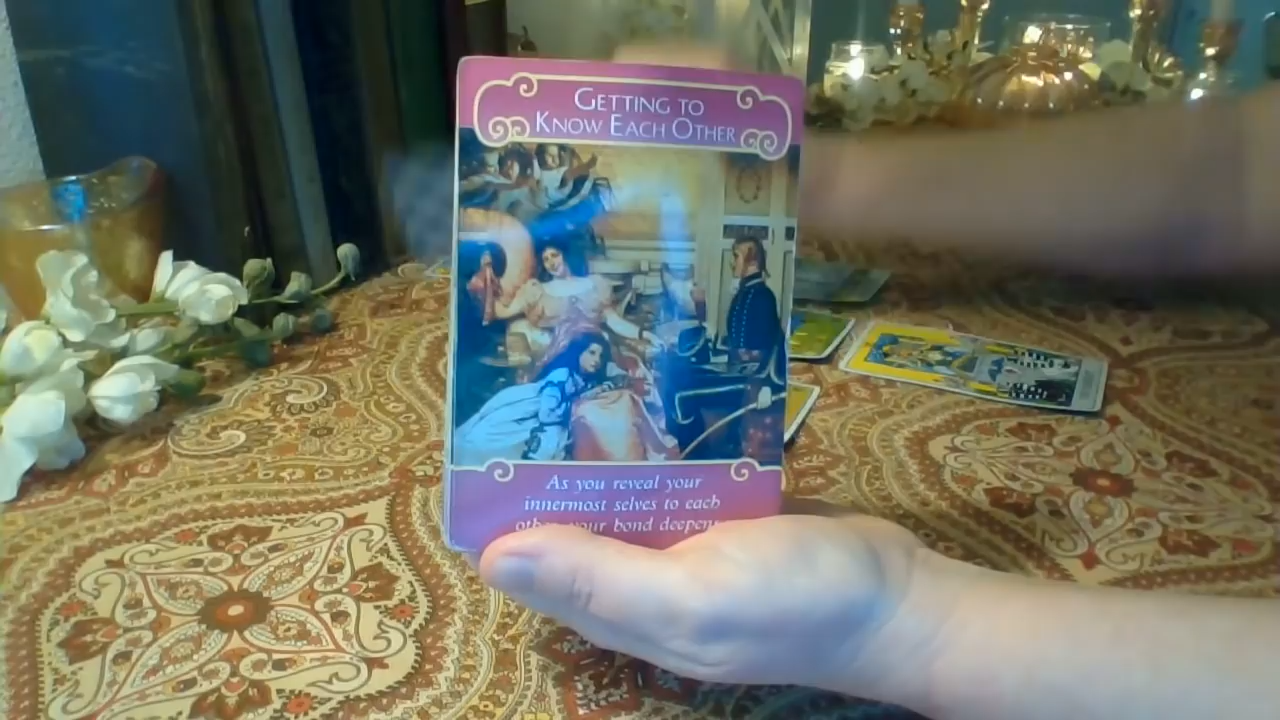 GETTING TO
KNOW EACH OTHER
As you reveal your
innermost selves to each
other, your bond deepens